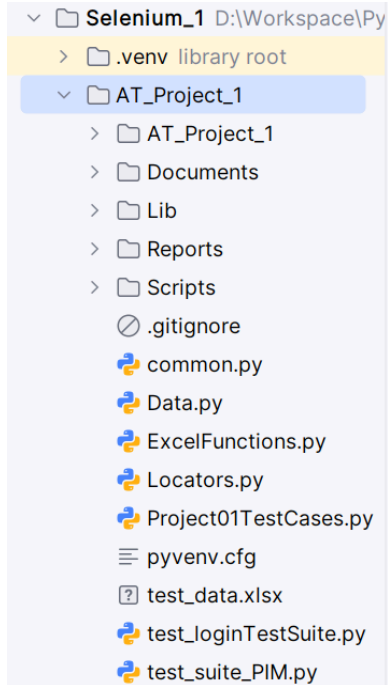 Selenium_1 D:\Workspace\Py
.venv library root
AT_Project_1
AT_Project_1
Documents
Lib
Reports
Scripts
.gitignore
common.py
Data.py
ExcelFunctions.py
Locators.py
Project01TestCases.py
pyvenv.cfg
test_data.xlsx
test_loginTestSuite.py
test_suite_PIM.py